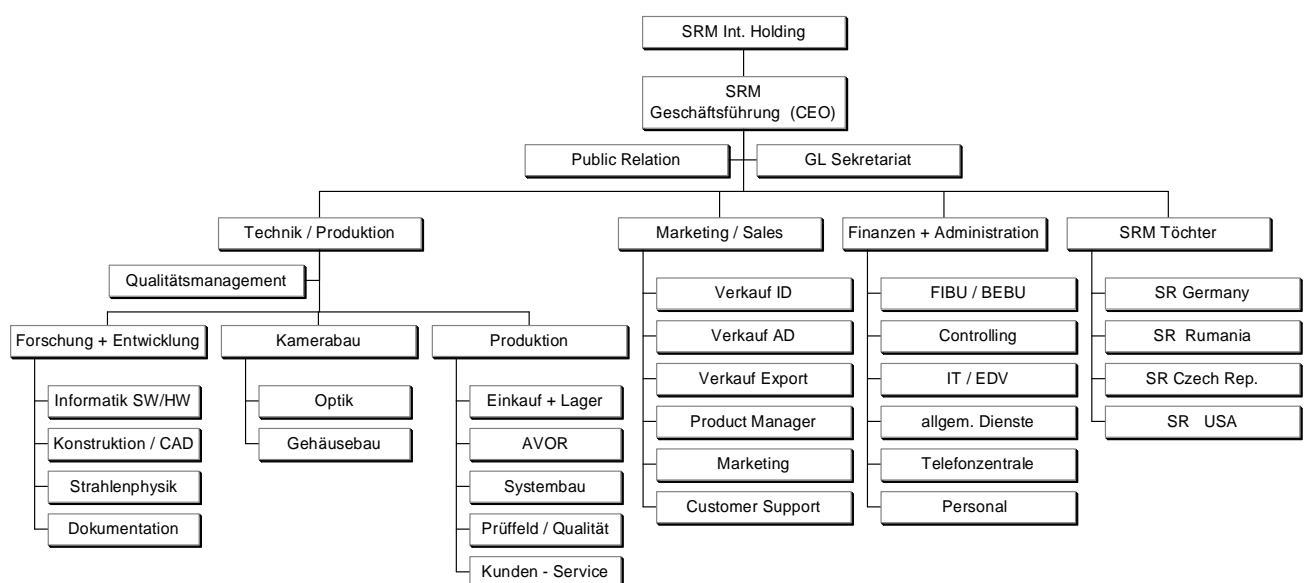 SRM Int. Holding
SRM
Geschäftsführung (CEO)
Public Relation
GL Sekretariat
Technik / Produktion
Marketing / Sales
Finanzen + Administration
SRM Töchter
Qualitätsmanagement
Forschung + Entwicklung
Kamerabau
Produktion
Informatik SW/HW
Konstruktion / CAD
Strahlenphysik
Dokumentation
Optik
Gehäusebau
Einkauf + Lager
AVOR
Systembau
Prüffeld / Qualität
Kunden - Service
Verkauf ID
Verkauf AD
Verkauf Export
Product Manager
Marketing
Customer Support
FIBU / BEBU
Controlling
IT / EDV
allgem. Dienste
Telefonzentrale
Personal
SR Germany
SR Rumania
SR Czech Rep.
SR USA